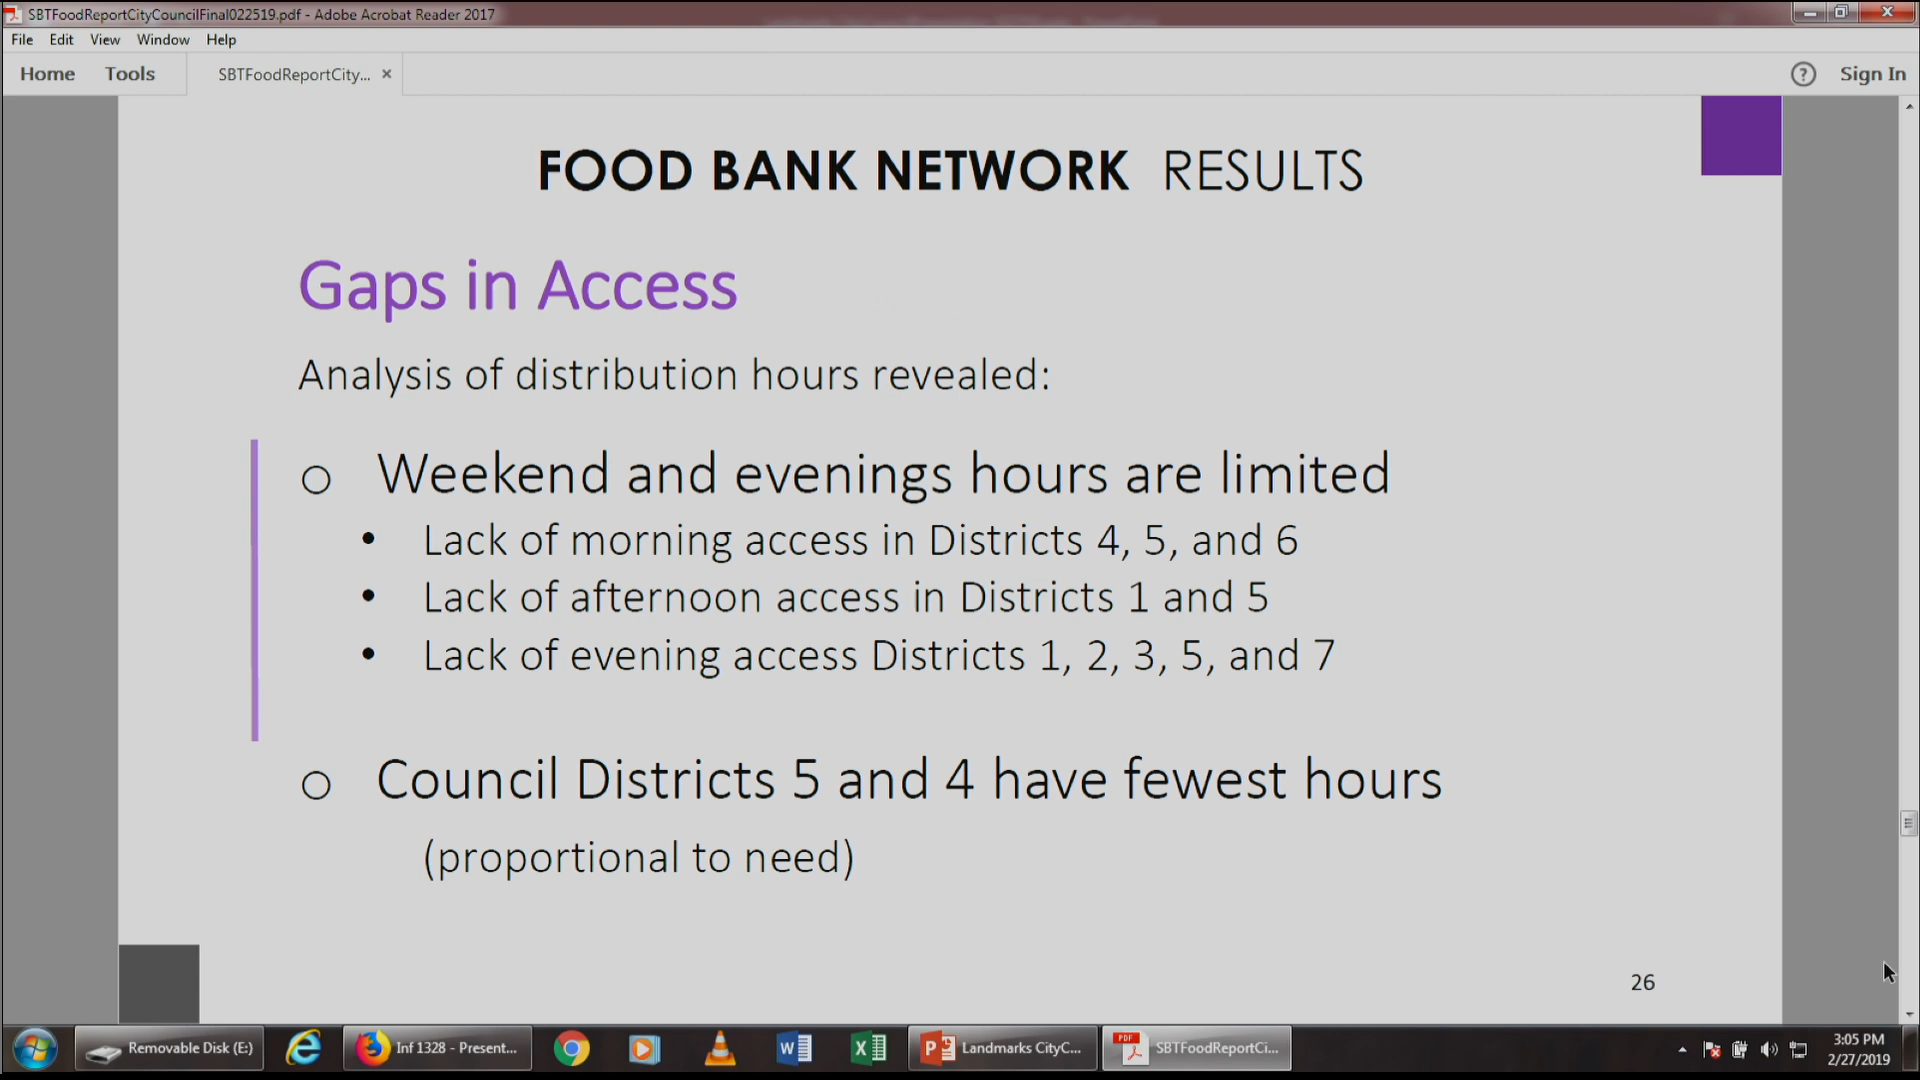 SBTFoodReportCityCouncilFinal022519.pdf - Adobe Acrobat Reader 2017
File Edit View Window Help
Home Tools SBTFoodReportCity... × ? Sign In
FOOD BANK NETWORK RESULTS
Gaps in Access
Analysis of distribution hours revealed:
o Weekend and evenings hours are limited
• Lack of morning access in Districts 4, 5, and 6
• Lack of afternoon access in Districts 1 and 5
• Lack of evening access Districts 1, 2, 3, 5, and 7
o Council Districts 5 and 4 have fewest hours
(proportional to need)
26
Removable Disk (E:) Inf 1328 - Present... Landmarks CityC... PDF SBTFoodReportCi... 3:05 PM
2/27/2019